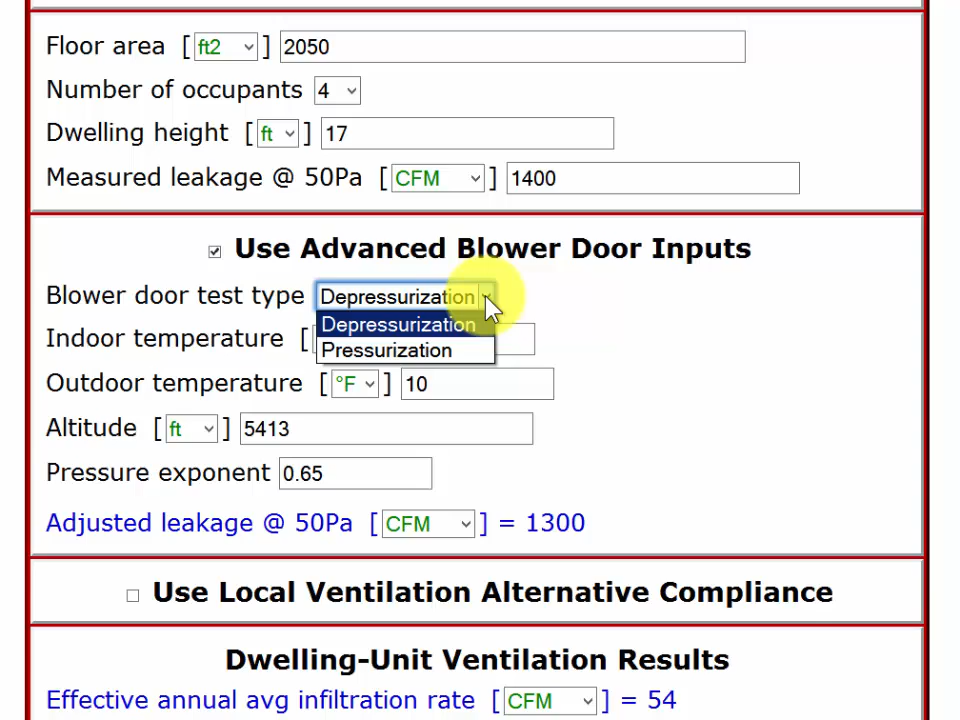 Floor area [ft2] 2050
Number of occupants 4
Dwelling height [ft] 17
Measured leakage @ 50Pa [CFM] 1400
Use Advanced Blower Door Inputs
Blower door test type Depressurization
Depressurization
Indoor temperature [
Pressurization
Outdoor temperature [°F] 10
Altitude [ft] 5413
Pressure exponent 0.65
Adjusted leakage @ 50Pa [CFM] = 1300
Use Local Ventilation Alternative Compliance
Dwelling-Unit Ventilation Results
Effective annual avg infiltration rate [CFM] = 54